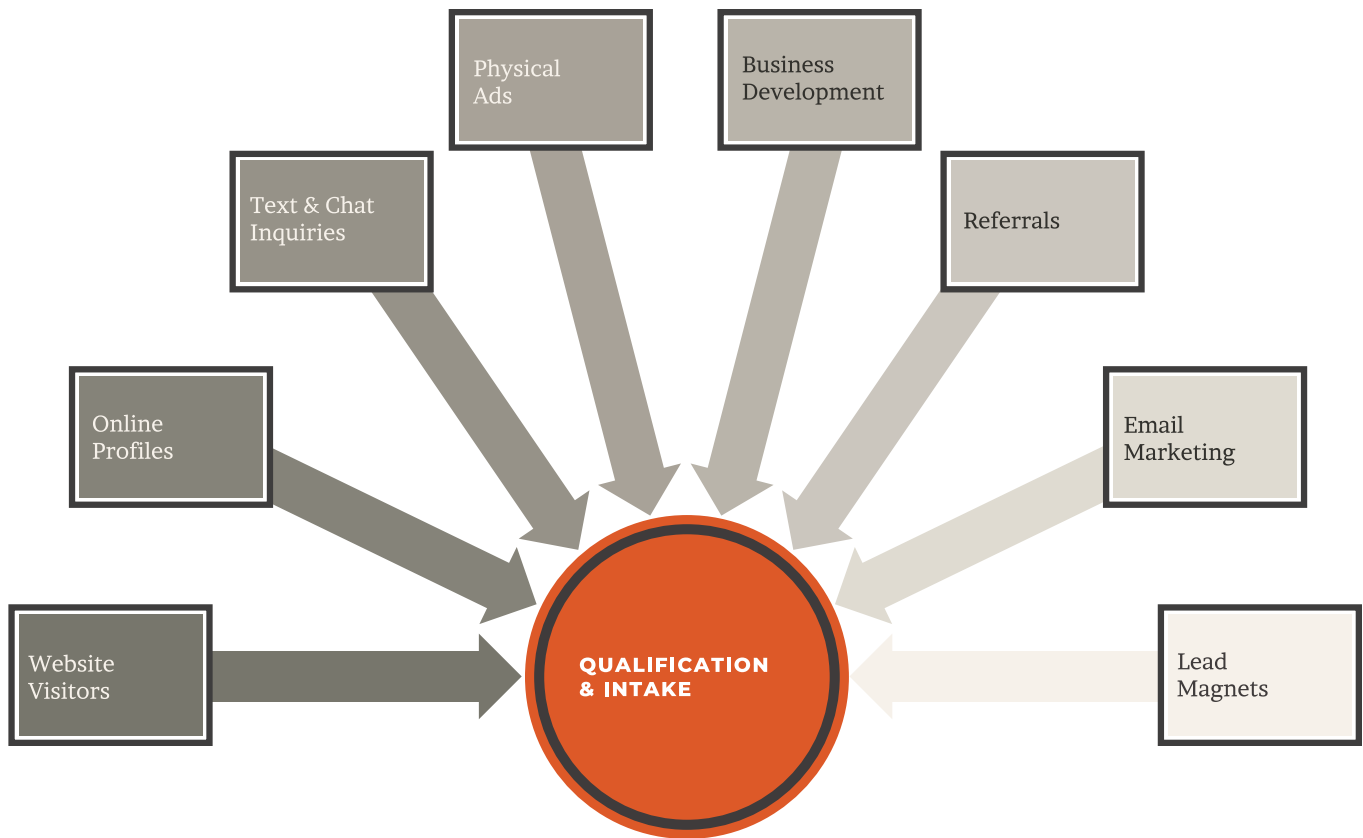 Physical
Ads
Business
Development
Text & Chat
Inquiries
Referrals
Online
Profiles
Email
Marketing
Website
Visitors
QUALIFICATION
& INTAKE
Lead
Magnets